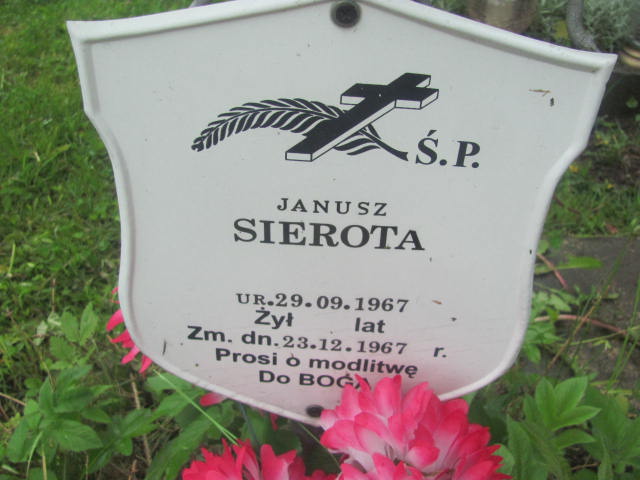 Ś.P.
JANUSZ
SIEROTA
UR.29.09.1967
Żył lat
Zm. dn.23.12.1967 r.
Prosi o modlitwę
Do BOGA